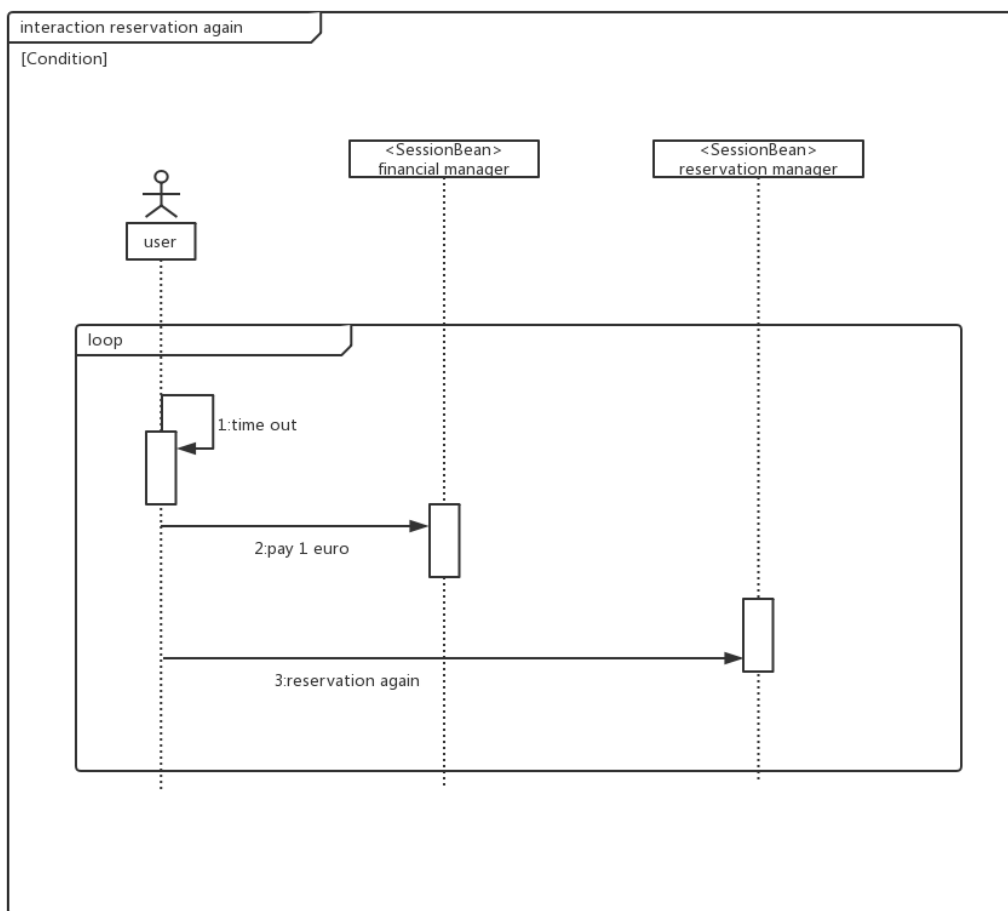 interaction reservation again
[Condition]
<SessionBean>
financial manager
<SessionBean>
reservation manager
user
loop
1:time out
2:pay 1 euro
3:reservation again